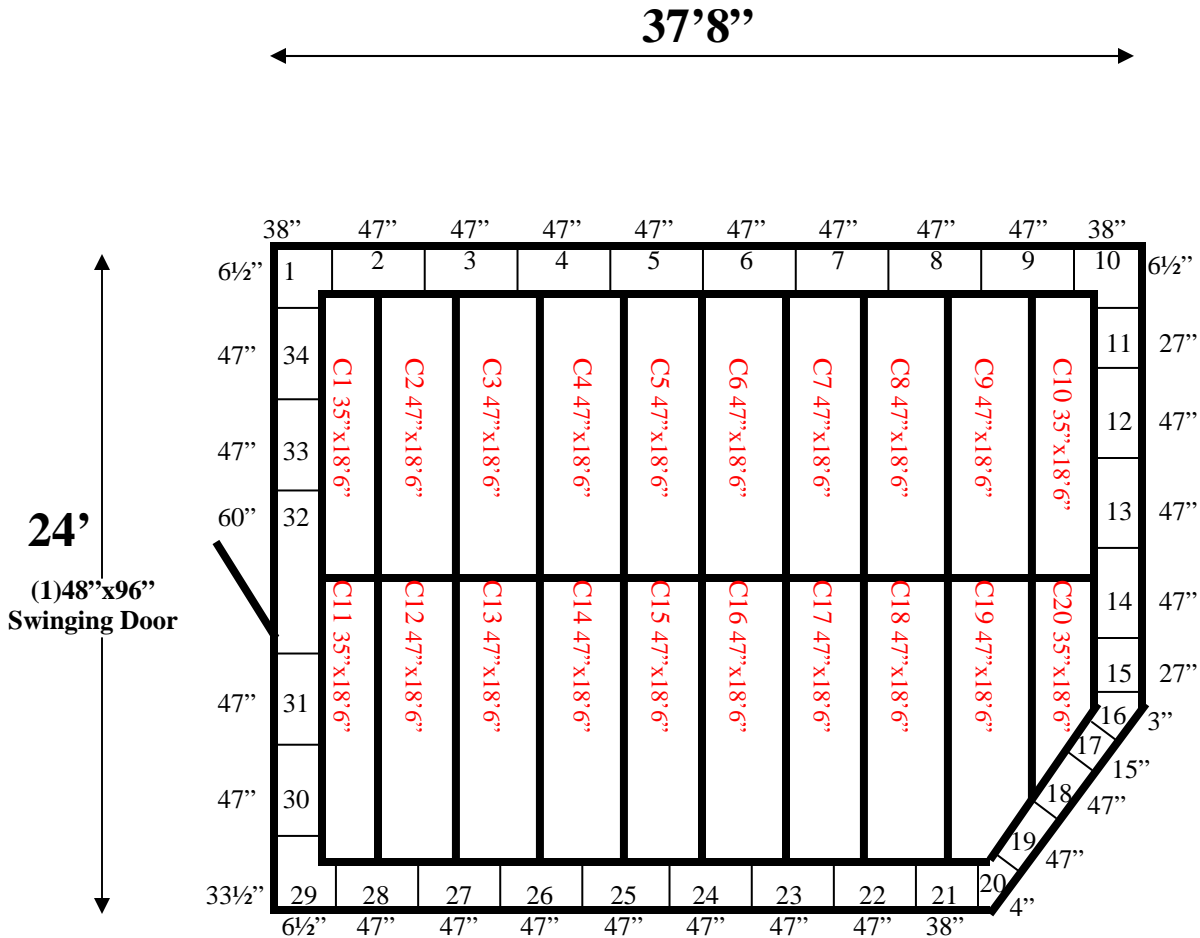 37’8”
38” 47” 47” 47” 47” 47” 47” 47” 47” 38”
6½” 1 2 3 4 5 6 7 8 9 10 6½”
47” 34 11 27”
47” 33 12 47”
60” 32 13 47”
C1 35”x18’6”
C2 47”x18’6”
C3 47”x18’6”
C4 47”x18’6”
C5 47”x18’6”
C6 47”x18’6”
C7 47”x18’6”
C8 47”x18’6”
C9 47”x18’6”
C10 35”x18’6”
24’
(1)48”x96”
Swinging Door
14 47”
15 27”
C11 35”x18’6”
C12 47”x18’6”
C13 47”x18’6”
C14 47”x18’6”
C15 47”x18’6”
C16 47”x18’6”
C17 47”x18’6”
C18 47”x18’6”
C19 47”x18’6”
C20 35”x18’6”
47” 31
16 3”
17 15”
47” 30
18 47”
19 47”
20 4”
33½” 29 28 27 26 25 24 23 22 21
6½” 47” 47” 47” 47” 47” 47” 47” 38”